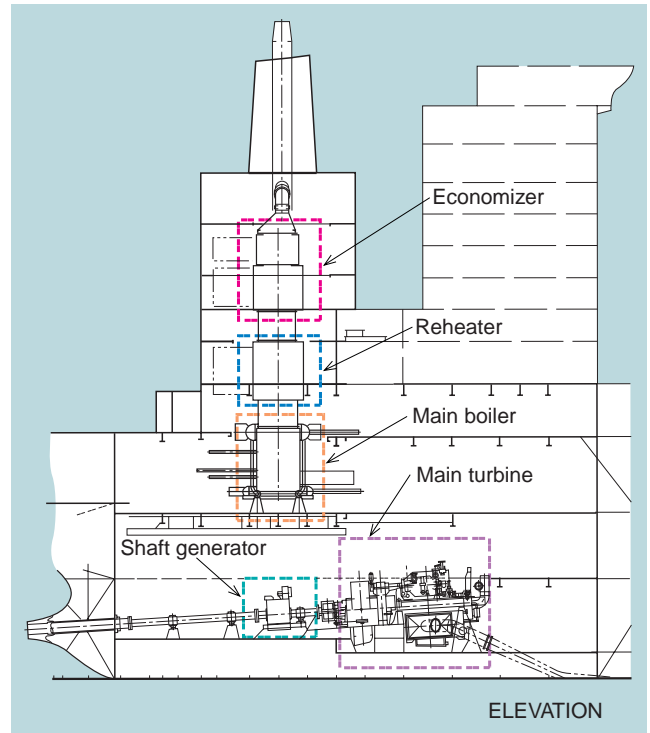 Economizer
Reheater
Main boiler
Main turbine
Shaft generator
ELEVATION